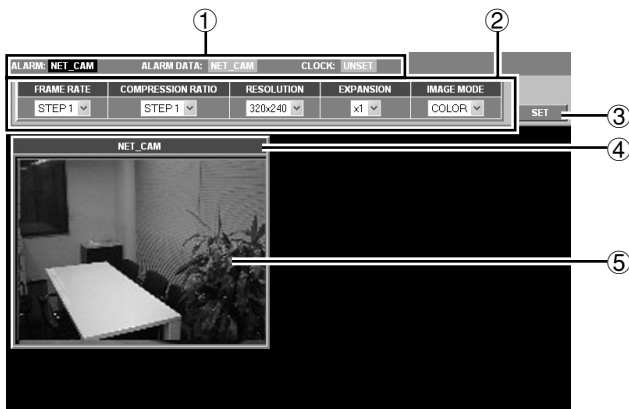 ① ②
ALARM: NET_CAM ALARM DATA: NET_CAM CLOCK: UNSET
FRAME RATE COMPRESSION RATIO RESOLUTION EXPANSION IMAGE MODE
STEP 1 STEP 1 320x240 x1 COLOR SET ③
NET_CAM ④
⑤